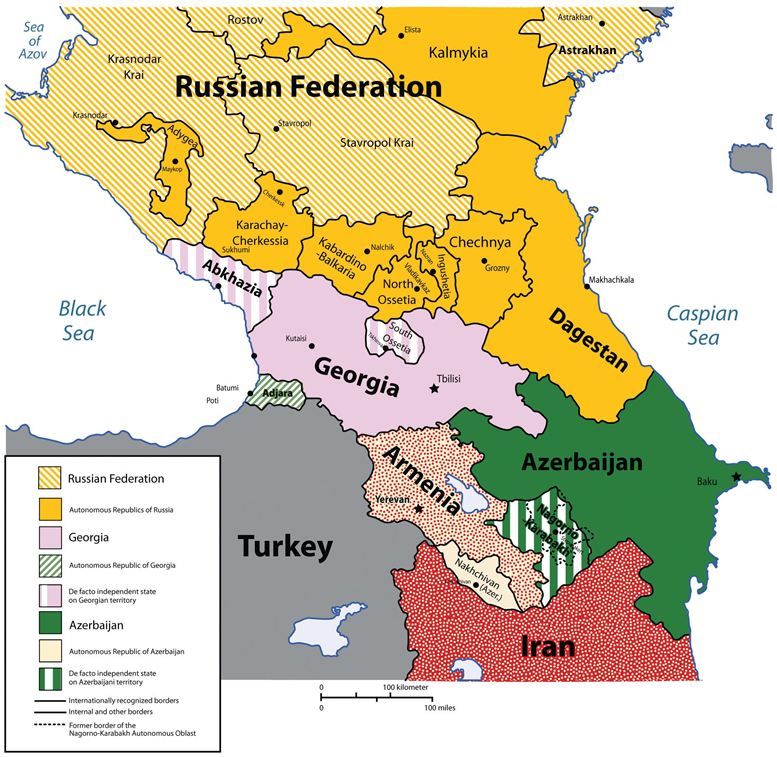 Sea
of
Azov
Rostov
Astrakhan
Elista
Kalmykia
Astrakhan
Krasnodar
Krai
Russian Federation
Krasnodar
Stavropol
Adygea
Stavropol Krai
Maykop
Cherkessk
Karachay-
Cherkessia
Sukhumi
Kabardino
-Balkaria
Nalchik
Chechnya
Nazran
Ingushetia
Grozny
Vladikavkaz
North
Ossetia
Abkhazia
Makhachkala
Black
Sea
Caspian
Sea
Dagestan
South
Ossetia
Kutaisi
Georgia
Tbilisi
Batumi
Poti
Adjara
Armenia
Azerbaijan
Baku
Yerevan
Nagorno
-Karabakh
Turkey
Nakhchivan
(Azer.)
Iran
Russian Federation
Autonomous Republics of Russia
Georgia
Autonomous Republic of Georgia
De facto independent state
on Georgian territory
Azerbaijan
Autonomous Republic of Azerbaijan
De facto independent state
on Azerbaijani territory
Internationally recognized borders
Internal and other borders
Former border of the
Nagorno-Karabakh Autonomous Oblast
0 100 kilometer
0 100 miles